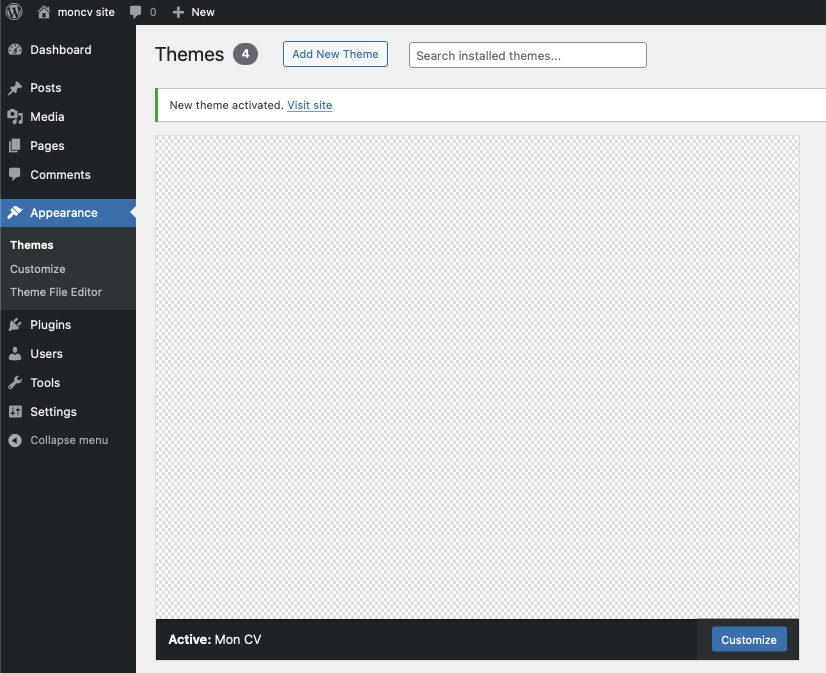 moncv site 0 New
Dashboard
Posts
Media
Pages
Comments
Appearance
Themes
Customize
Theme File Editor
Plugins
Users
Tools
Settings
Collapse menu
Themes 4 Add New Theme Search installed themes...
New theme activated. Visit site
Active: Mon CV Customize